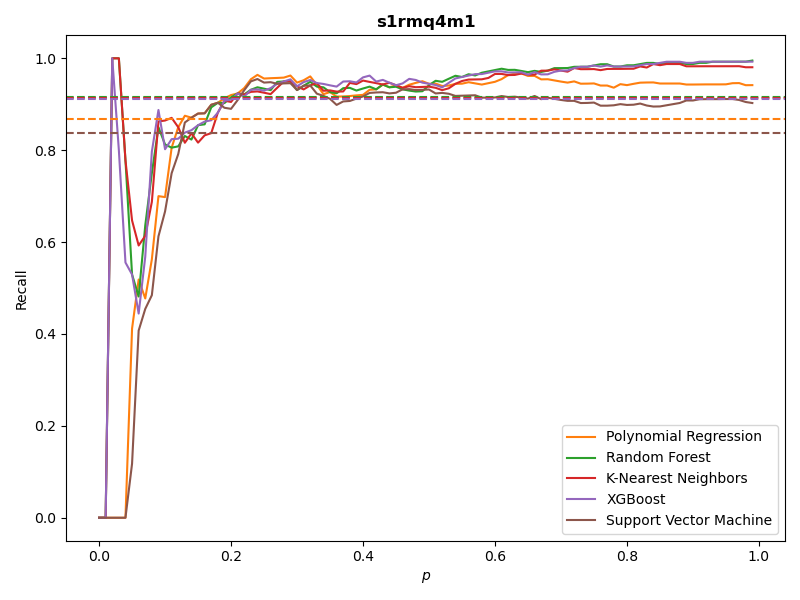 s1rmq4m1
Recall
1.0
0.8
0.6
0.4
0.2
0.0
0.0
0.2
0.4
0.6
0.8
1.0
p
Polynomial Regression
Random Forest
K-Nearest Neighbors
XGBoost
Support Vector Machine